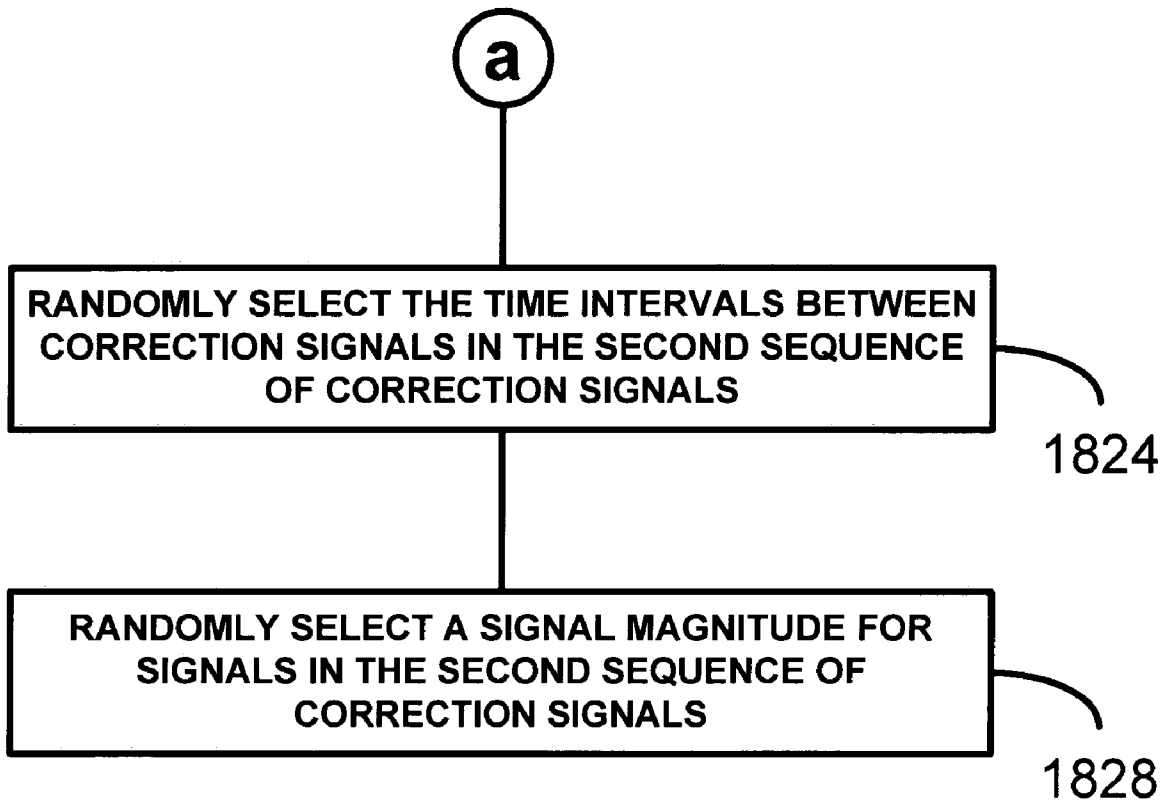 a
RANDOMLY SELECT THE TIME INTERVALS BETWEEN
CORRECTION SIGNALS IN THE SECOND SEQUENCE
OF CORRECTION SIGNALS
1824
RANDOMLY SELECT A SIGNAL MAGNITUDE FOR
SIGNALS IN THE SECOND SEQUENCE OF
CORRECTION SIGNALS
1828